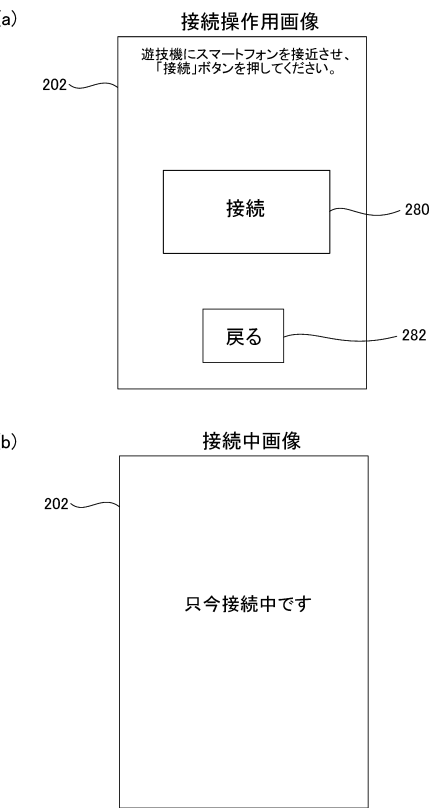 (a)
接続操作用画像
遊技機にスマートフォンを接近させ、
「接続」ボタンを押してください。
202
接続
280
戻る
282
(b)
接続中画像
202
只今接続中です